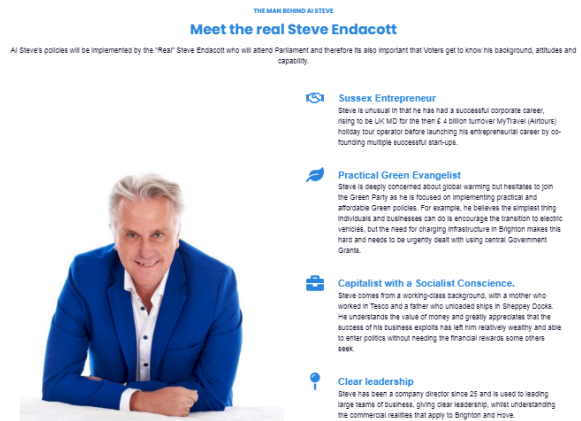 THE MAN BEHIND AI STEVE
Meet the real Steve Endacott
AI Steve's policies will be implemented by the "Real" Steve Endacott who will attend Parliament and therefore its also important that Voters get to know his background, attitudes and
capability.
Sussex Entrepreneur
Steve is unusual in that he has had a successful corporate career,
rising to be UK MD for the then £ 4 billion turnover MyTravel (Airtours)
holiday tour operator before launching his entrepreneurial career by co-
founding multiple successful start-ups.
Practical Green Evangelist
Steve is deeply concerned about global warming but hesitates to join
the Green Party as he is focused on implementing practical and
affordable Green policies. For example, he believes the simplest thing
individuals and businesses can do is encourage the transition to electric
vehicles, but the need for charging infrastructure in Brighton makes this
hard and needs to be urgently dealt with using central Government
Grants.
Capitalist with a Socialist Conscience.
Steve comes from a working-class background, with a mother who
worked in Tesco and a father who unloaded ships in Sheppey Docks.
He understands the value of money and greatly appreciates that the
success of his business exploits has left him relatively wealthy and able
to enter politics without needing the financial rewards some others
seek.
Clear leadership
Steve has been a company director since 25 and is used to leading
large teams of business, giving clear leadership, whilst understanding
the commercial realities that apply to Brighton and Hove.